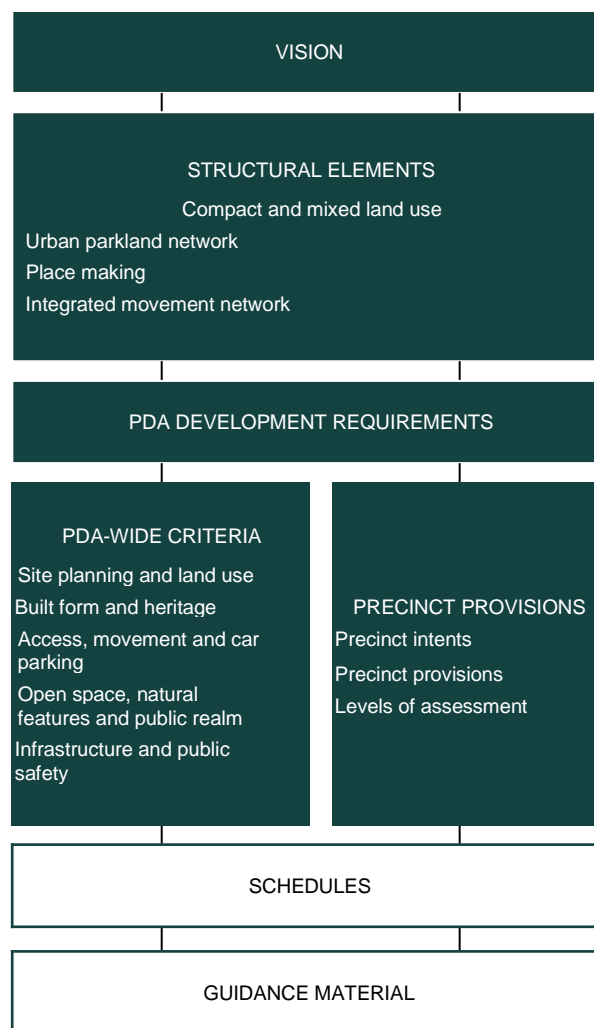 VISION
STRUCTURAL ELEMENTS
Compact and mixed land use
Urban parkland network
Place making
Integrated movement network
PDA DEVELOPMENT REQUIREMENTS
PDA-WIDE CRITERIA
Site planning and land use
Built form and heritage
Access, movement and car
parking
Open space, natural
features and public realm
Infrastructure and public
safety
PRECINCT PROVISIONS
Precinct intents
Precinct provisions
Levels of assessment
SCHEDULES
GUIDANCE MATERIAL